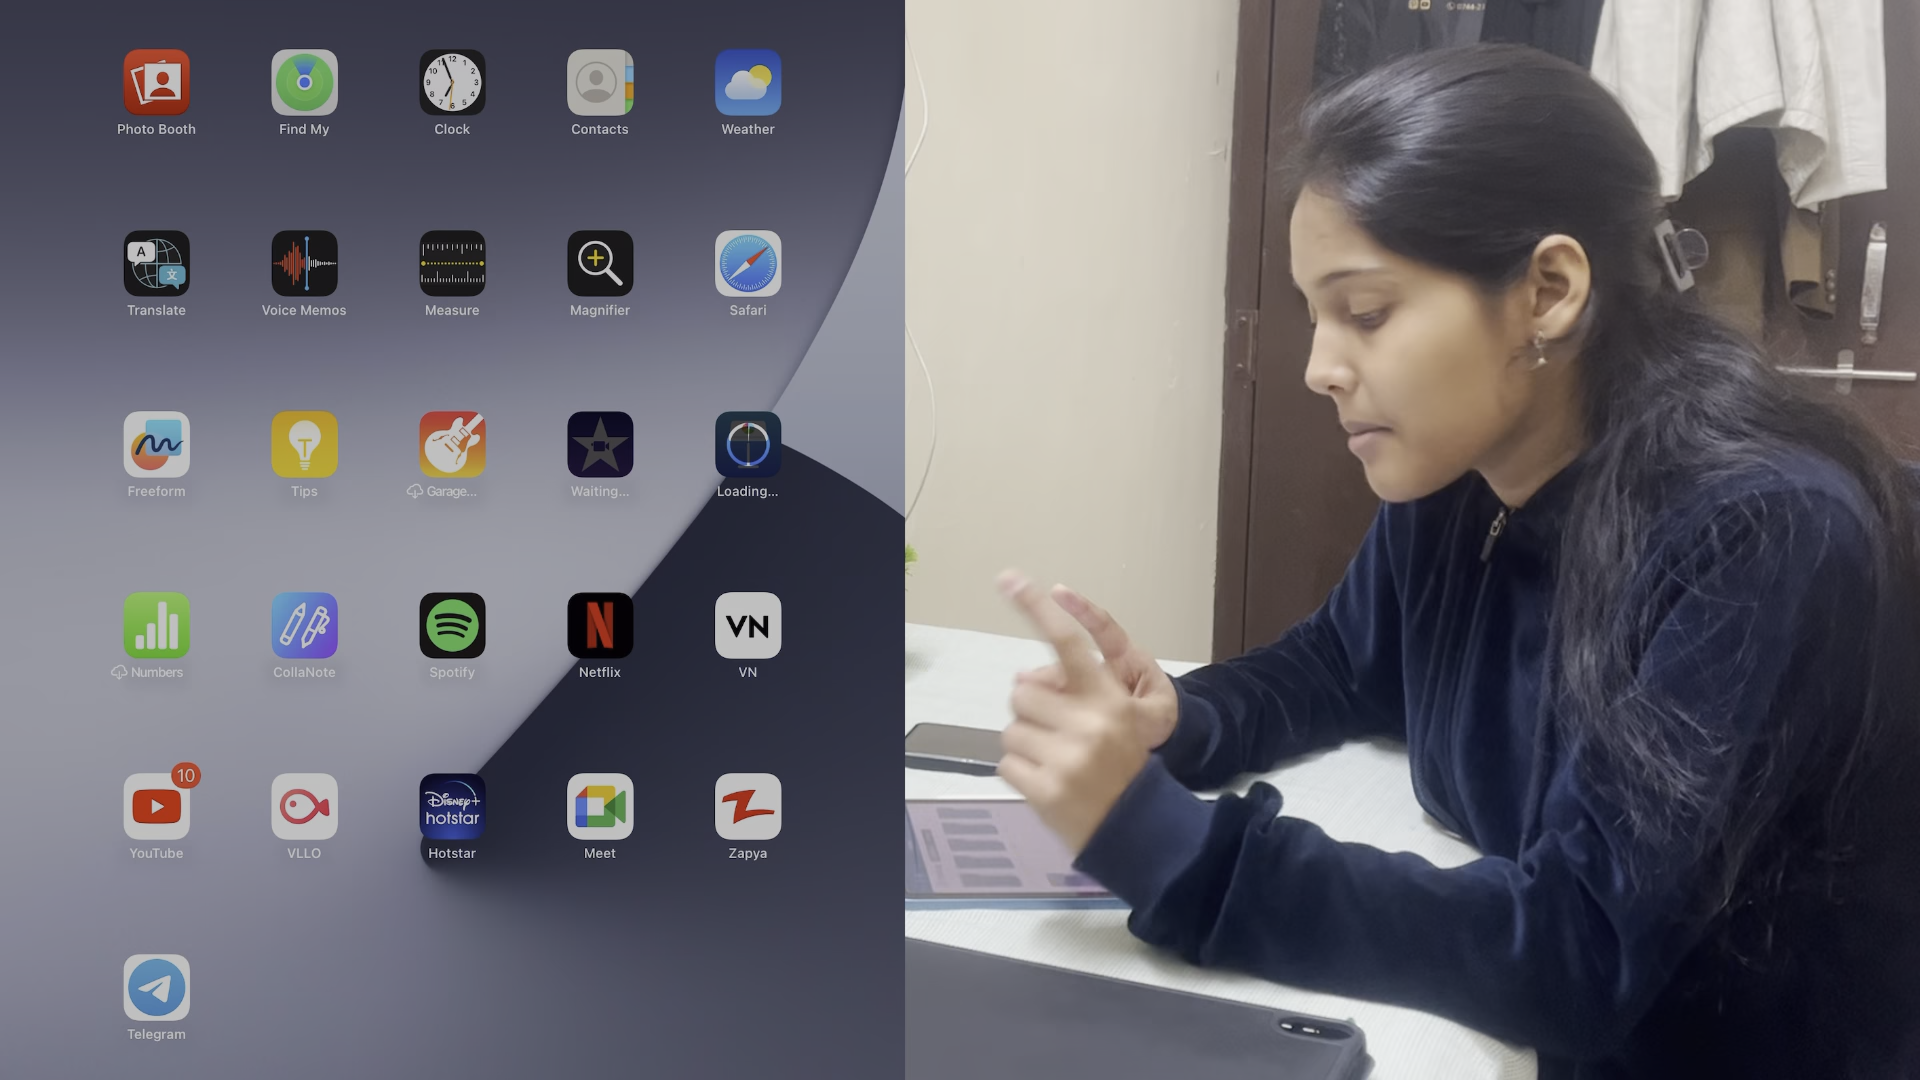 Photo Booth
Find My
Clock
Contacts
Weather
Translate
Voice Memos
Measure
Magnifier
Safari
Freeform
Tips
Garage...
Waiting...
Loading...
Numbers
CollaNote
Spotify
Netflix
VN
VN
10
YouTube
VLLO
Disney+
hotstar
Hotstar
Meet
Zapya
Telegram